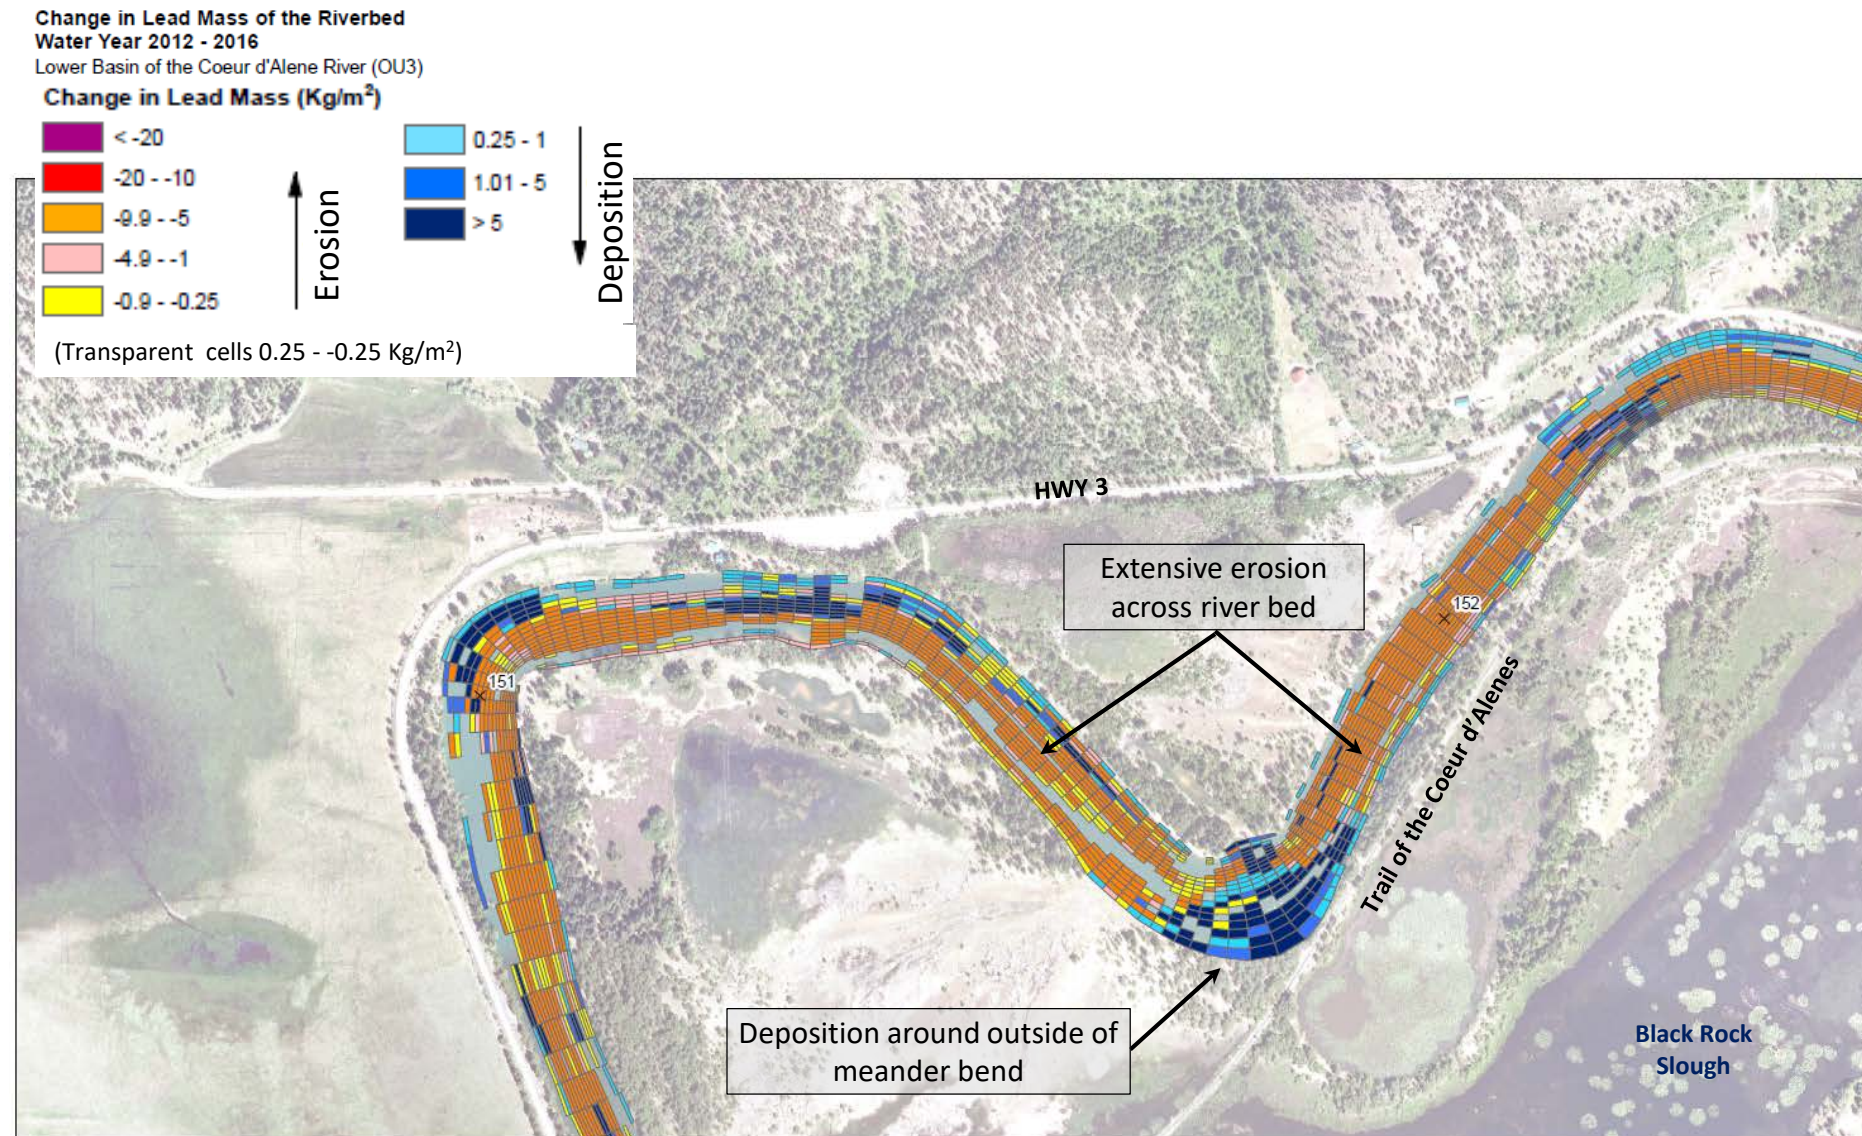 Change in Lead Mass of the Riverbed
Water Year 2012 - 2016
Lower Basin of the Coeur d'Alene River (OU3)
Change in Lead Mass (Kg/m²)
< -20
-20 - -10
-9.9 - -5
-4.9 - -1
-0.9 - -0.25
Erosion
0.25 - 1
1.01 - 5
> 5
Deposition
(Transparent cells 0.25 - -0.25 Kg/m²)
HWY 3
Extensive erosion
across river bed
152
151
Trail of the Coeur d'Alenes
Deposition around outside of
meander bend
Black Rock
Slough